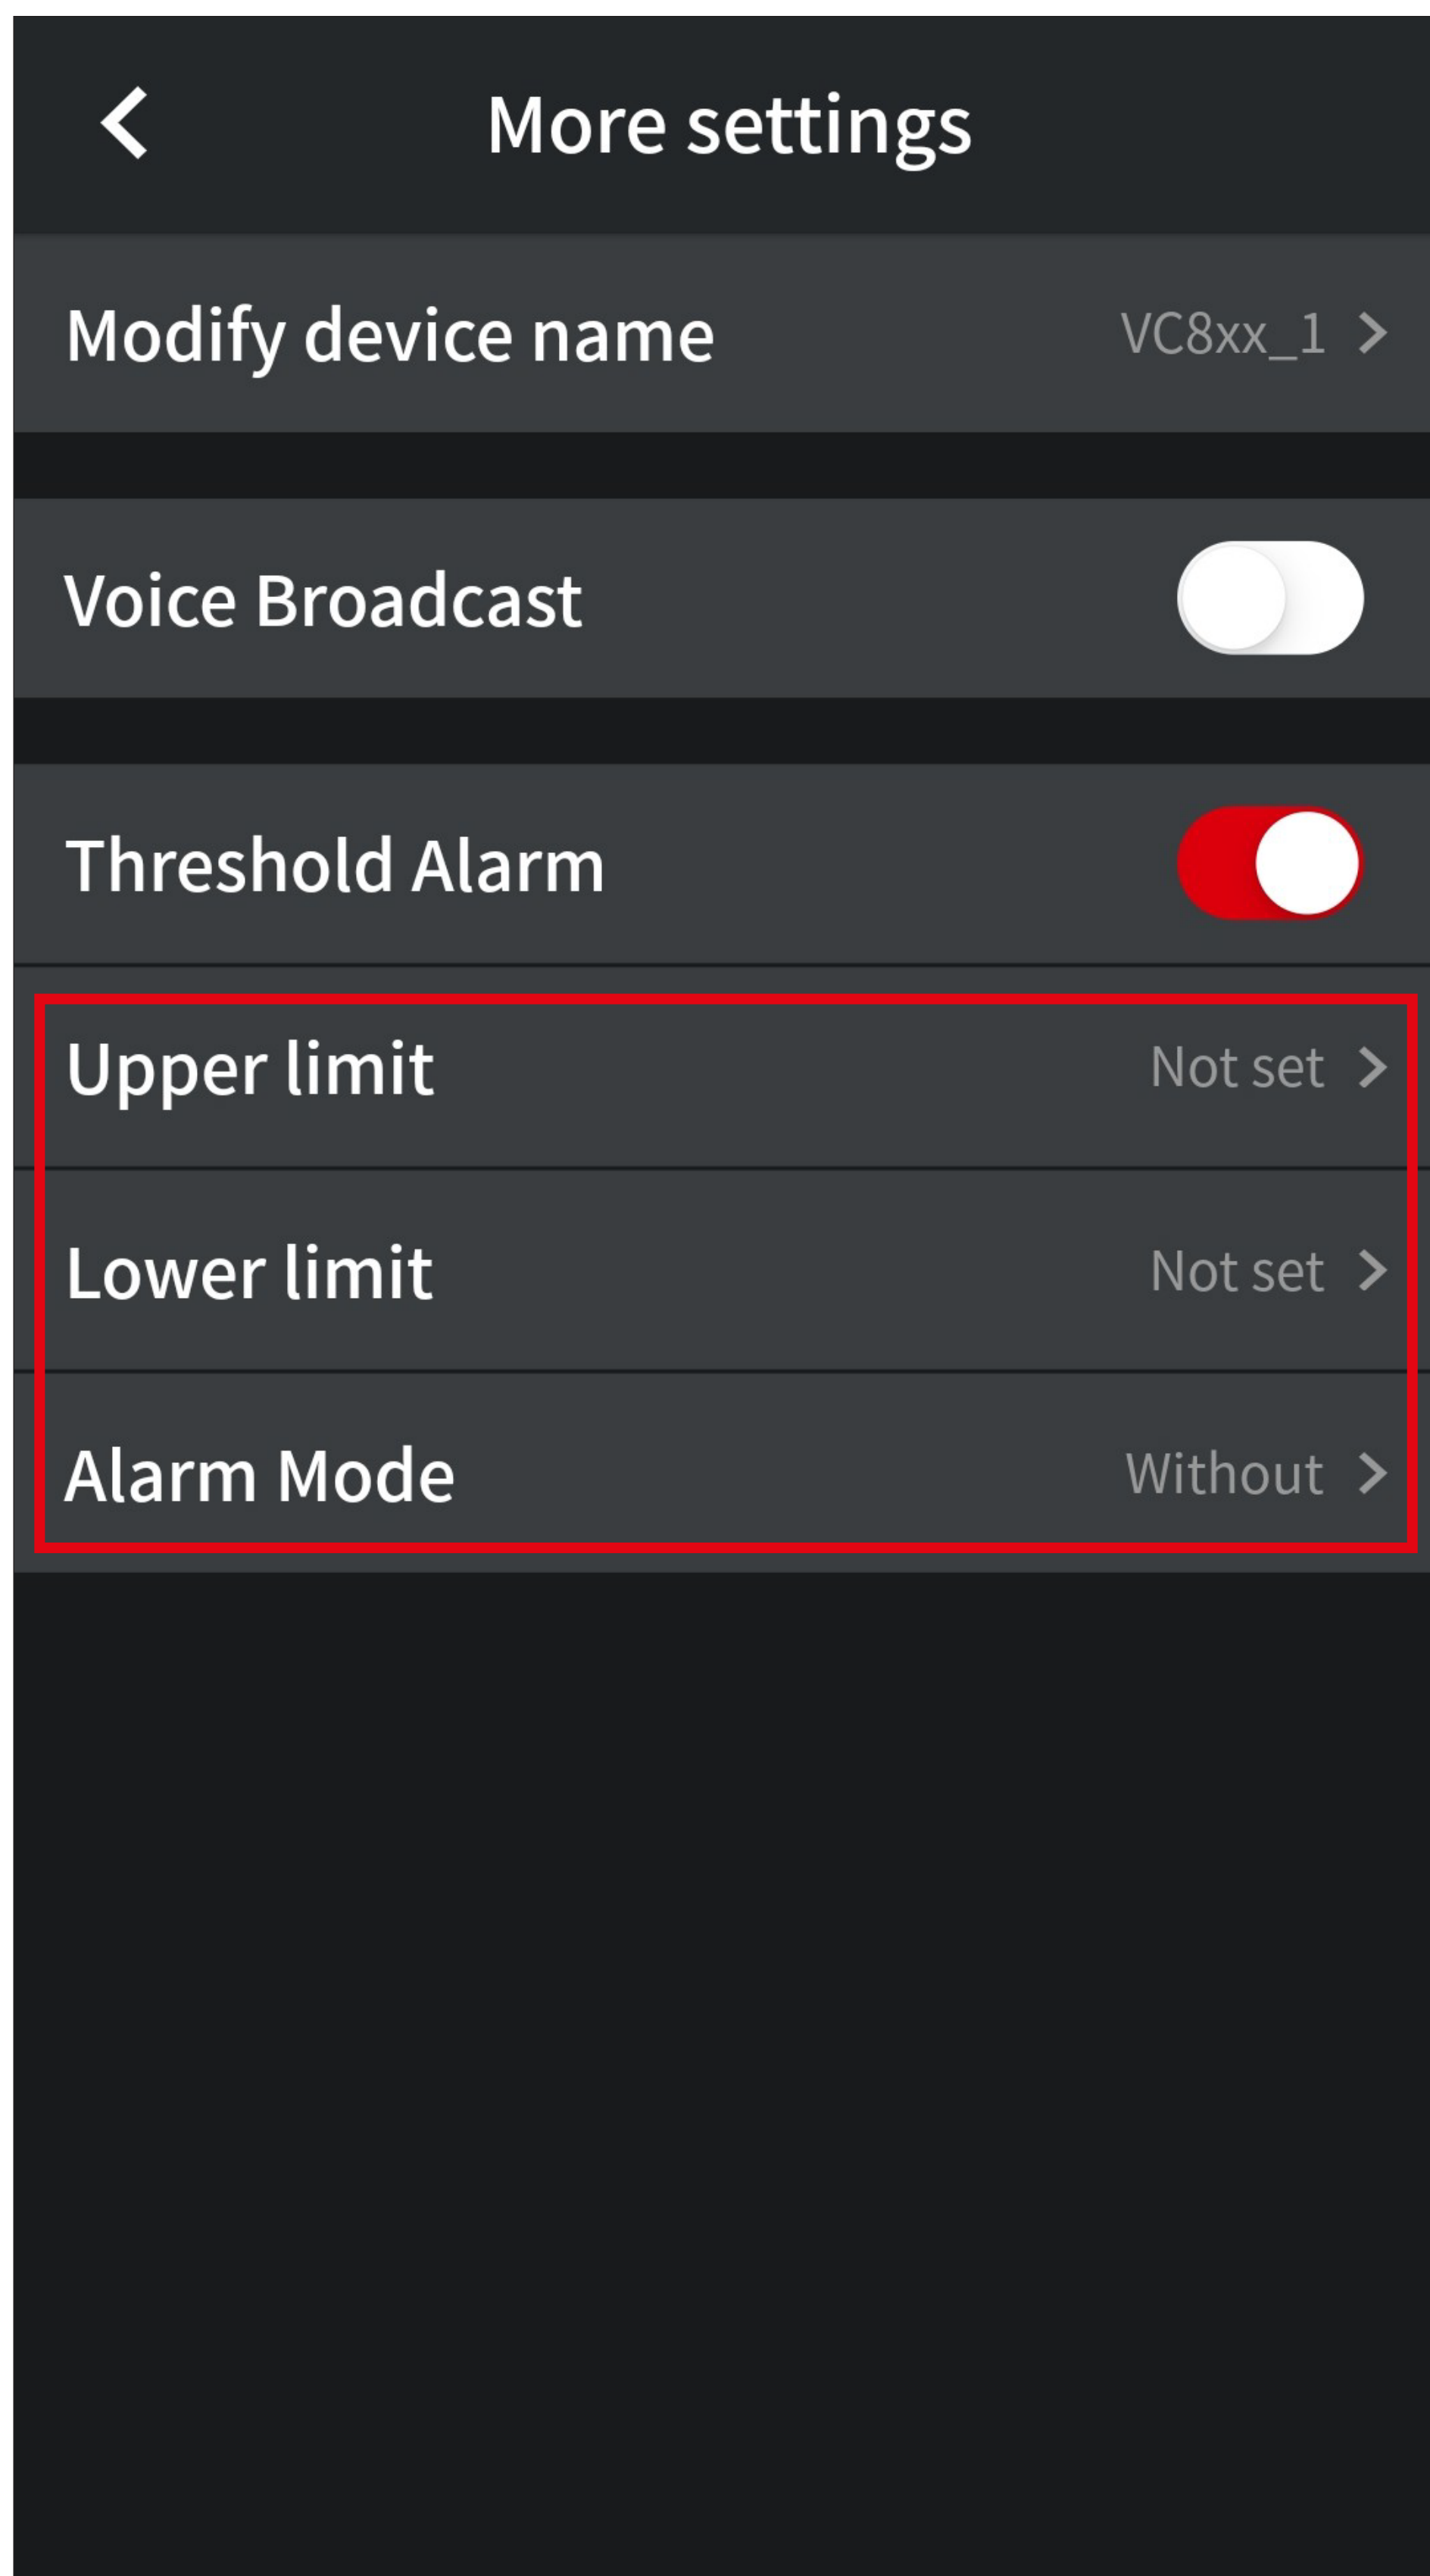 More settings
Modify device name VC8xx_1
Voice Broadcast
Threshold Alarm
Upper limit Not set
Lower limit Not set
Alarm Mode Without